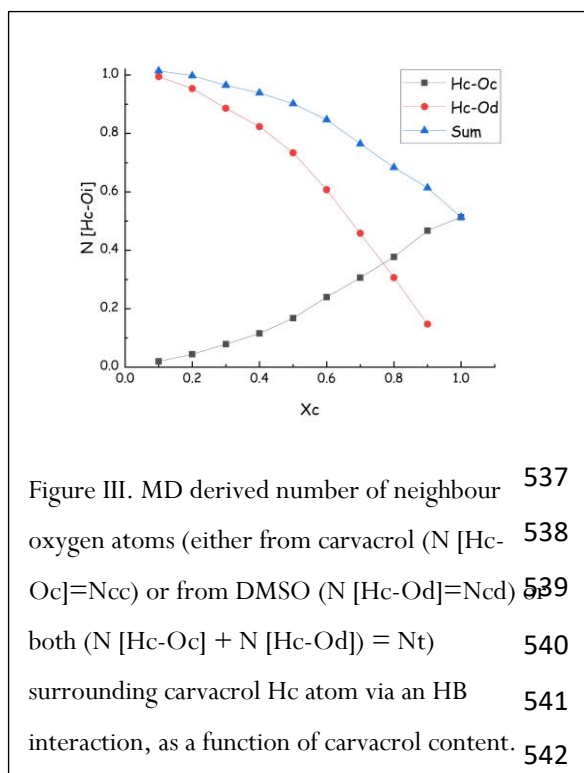 Hc-Oc
Hc-Od
Sum
1.0
0.8
0.6
0.4
0.2
0.0
N [Hc-Oi]
0.0 0.2 0.4 0.6 0.8 1.0
Xc
Figure III. MD derived number of neighbour 537
oxygen atoms (either from carvacrol (N [Hc- 538
Oc]=Ncc) or from DMSO (N [Hc-Od]=Ncd) or 539
both (N [Hc-Oc] + N [Hc-Od]) = Nt) 540
surrounding carvacrol Hc atom via an HB 541
interaction, as a function of carvacrol content. 542